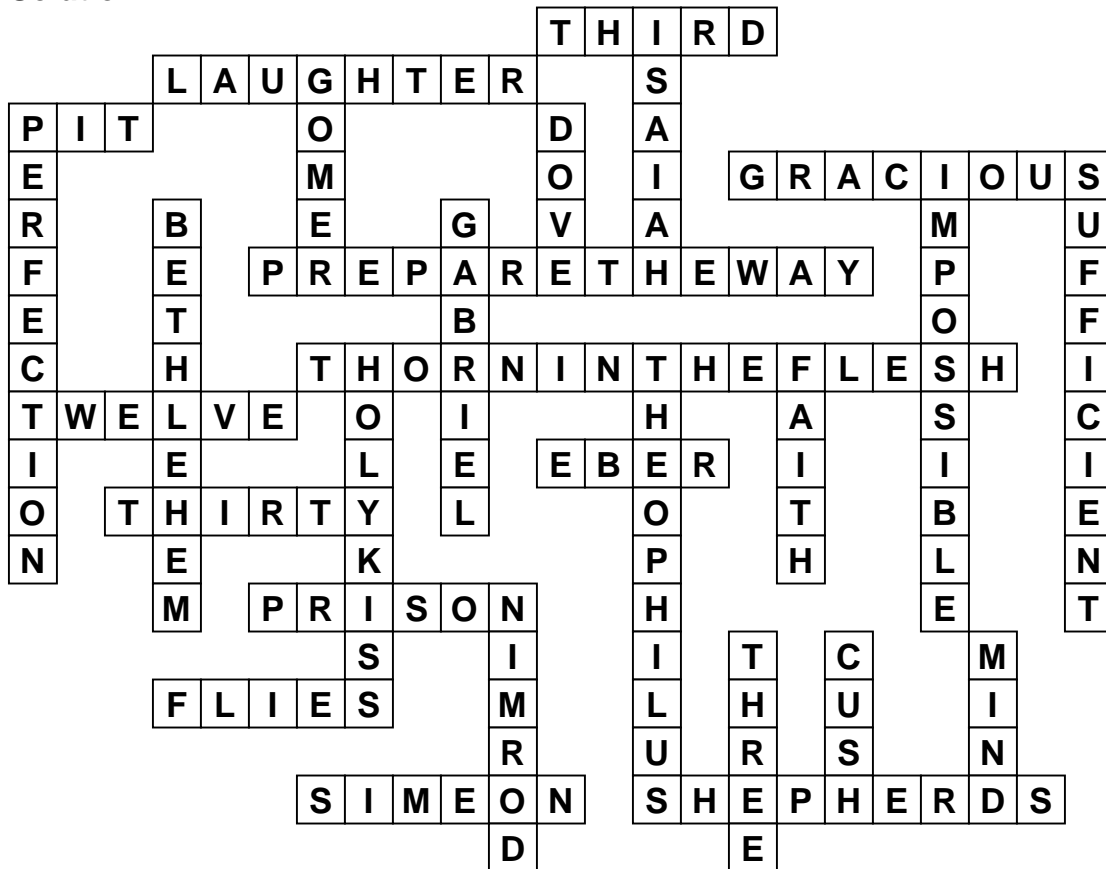 THIRD
ISAIAH
LAUGHTER
GOMER
PIT
PERFECTION
DOVE
GRACIOUS
IMPOSSIBLE
SUFFICIENT
BETHLEHEM
GABRIEL
PREPARETHEWAY
THORNINTHEFLESH
HOLYKISS
THEOPHILUS
FAITH
TWELVE
EBER
THIRTY
PRISON
NIMROD
THREE
CUSH
MIND
FLIES
SIMEON
SHEPHERDS